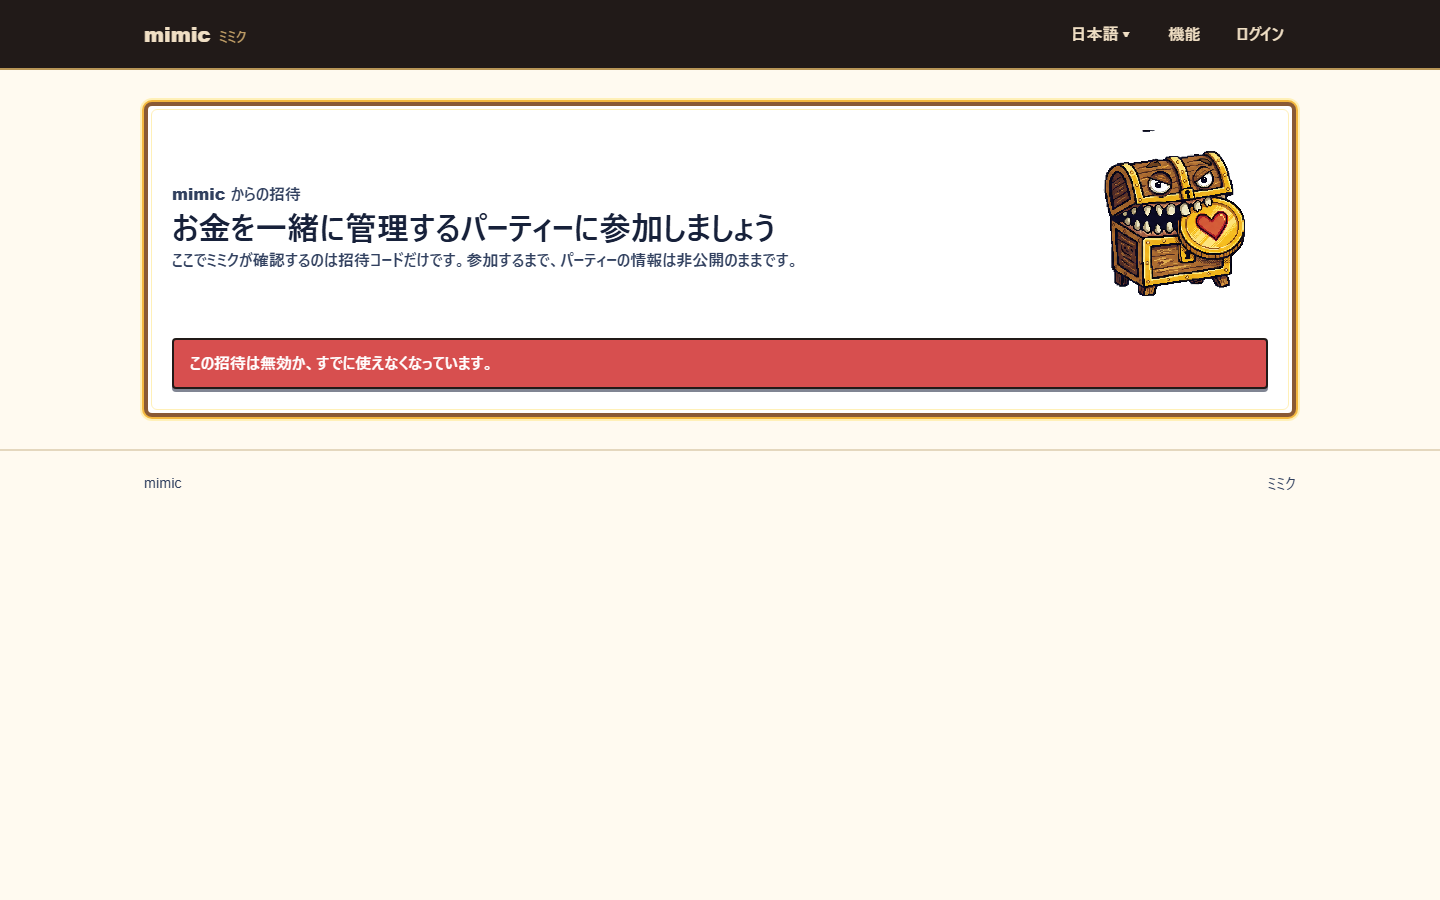 mimic ミミク
日本語 ▾
機能
ログイン
mimic からの招待
お金を一緒に管理するパーティーに参加しましょう
ここでミミクが確認するのは招待コードだけです。参加するまで、パーティーの情報は非公開のままです。
この招待は無効か、すでに使えなくなっています。
mimic
ミミク